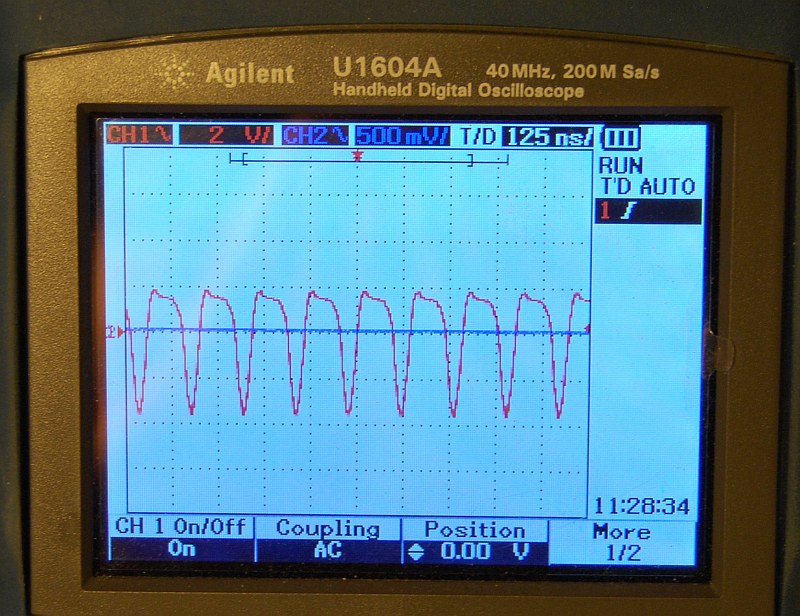 Agilent U1604A 40 MHz, 200 M Sa/s
Handheld Digital Oscilloscope
CH1 2 V/ CH2 500 mV/ T/D 125 ns/
RUN
T'D AUTO
1
11:28:34
CH 1 On/Off Coupling Position More
On AC 0.00 V 1/2